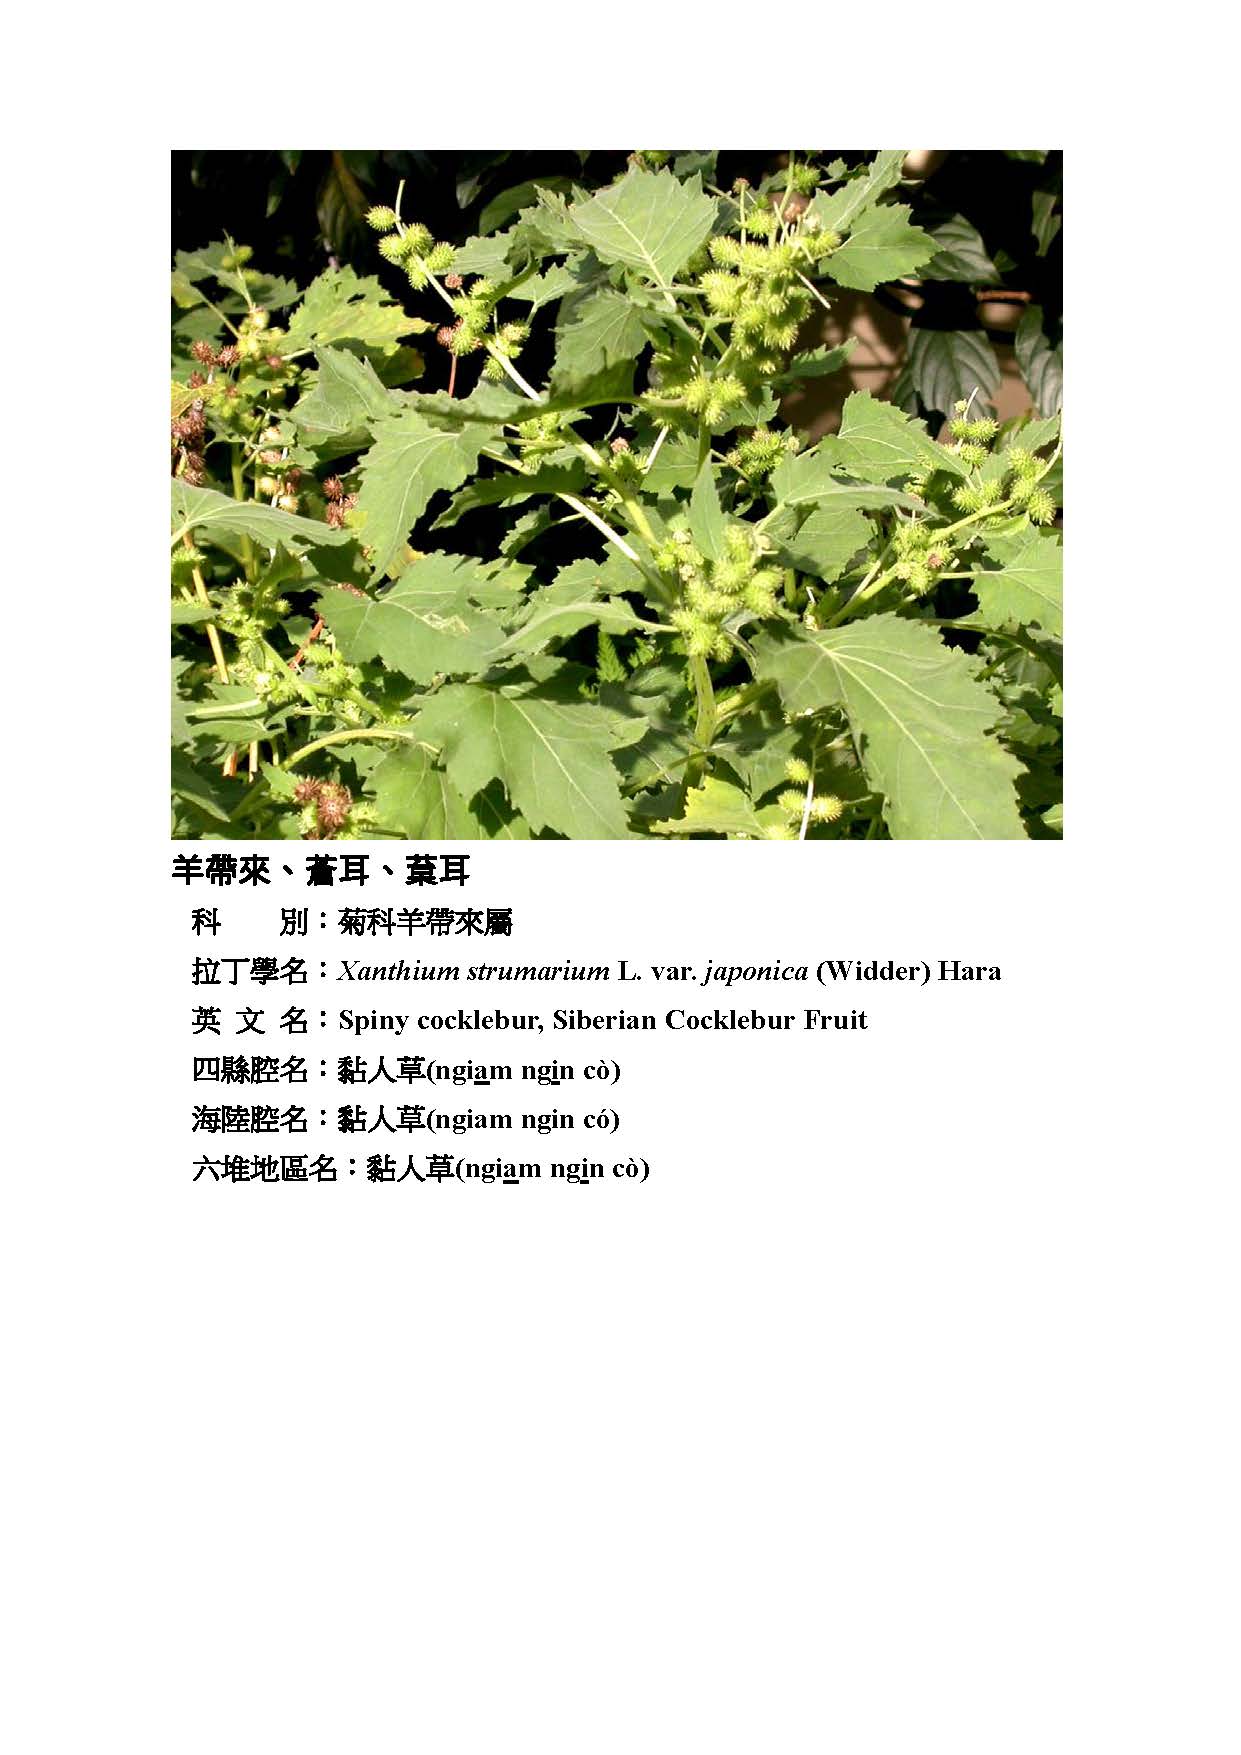 羊帶來、蒼耳、葈耳
科　　別：菊科羊帶來屬
拉丁學名：Xanthium strumarium L. var. japonica (Widder) Hara
英 文 名：Spiny cocklebur, Siberian Cocklebur Fruit
四縣腔名：黏人草(ngiam ngin cò)
海陸腔名：黏人草(ngiam ngin có)
六堆地區名：黏人草(ngiam ngin cò)